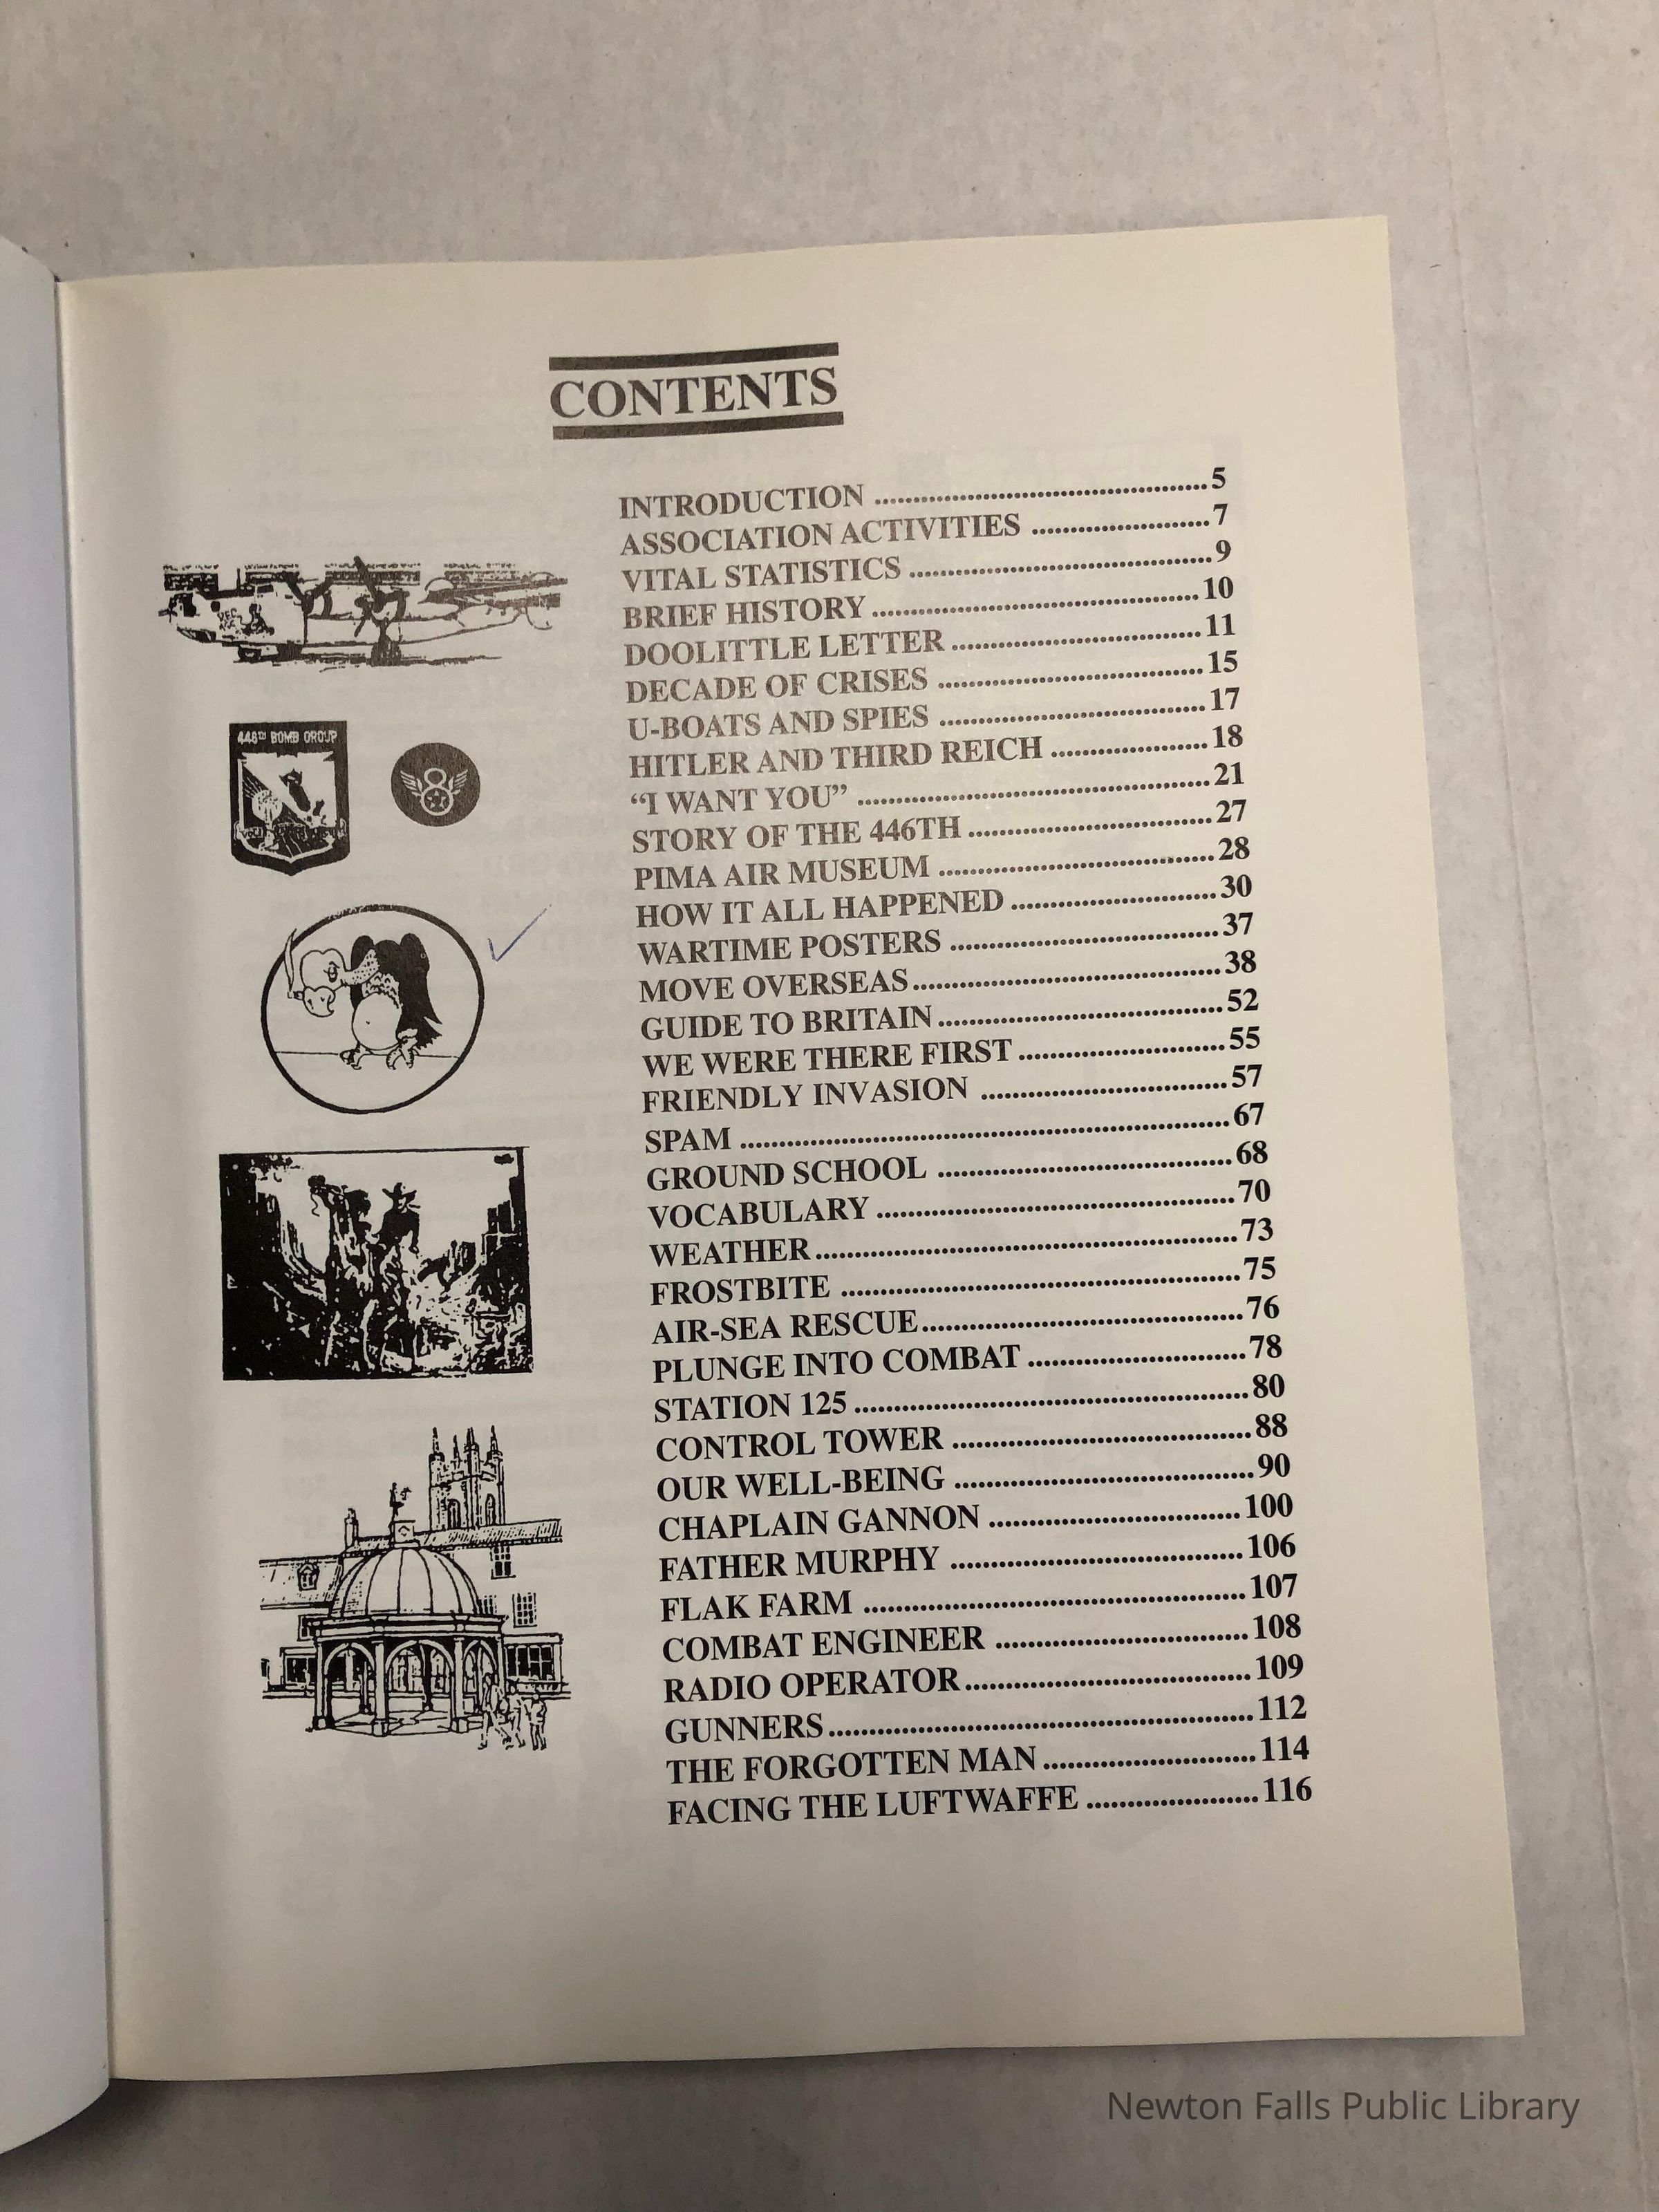 CONTENTS
INTRODUCTION ........................................5
ASSOCIATION ACTIVITIES ........................7
VITAL STATISTICS ........................................9
BRIEF HISTORY ........................................10
DOOLITTLE LETTER ................................11
DECADE OF CRISES ................................15
U-BOATS AND SPIES ................................17
HITLER AND THIRD REICH ....................18
“I WANT YOU” ........................................21
STORY OF THE 446TH ............................27
PIMA AIR MUSEUM ................................28
HOW IT ALL HAPPENED ........................30
WARTIME POSTERS ................................37
MOVE OVERSEAS ....................................38
GUIDE TO BRITAIN ................................52
WE WERE THERE FIRST ........................55
FRIENDLY INVASION ............................57
SPAM ....................................................67
GROUND SCHOOL ................................68
VOCABULARY ........................................70
WEATHER ............................................73
FROSTBITE ............................................75
AIR-SEA RESCUE ....................................76
PLUNGE INTO COMBAT ........................78
STATION 125 ........................................80
CONTROL TOWER ................................88
OUR WELL-BEING ................................90
CHAPLAIN GANNON ............................100
FATHER MURPHY ................................106
FLAK FARM ........................................107
COMBAT ENGINEER ............................108
RADIO OPERATOR ................................109
GUNNERS ............................................112
THE FORGOTTEN MAN ........................114
FACING THE LUFTWAFFE ....................116
446TH BOMB GROUP
Newton Falls Public Library